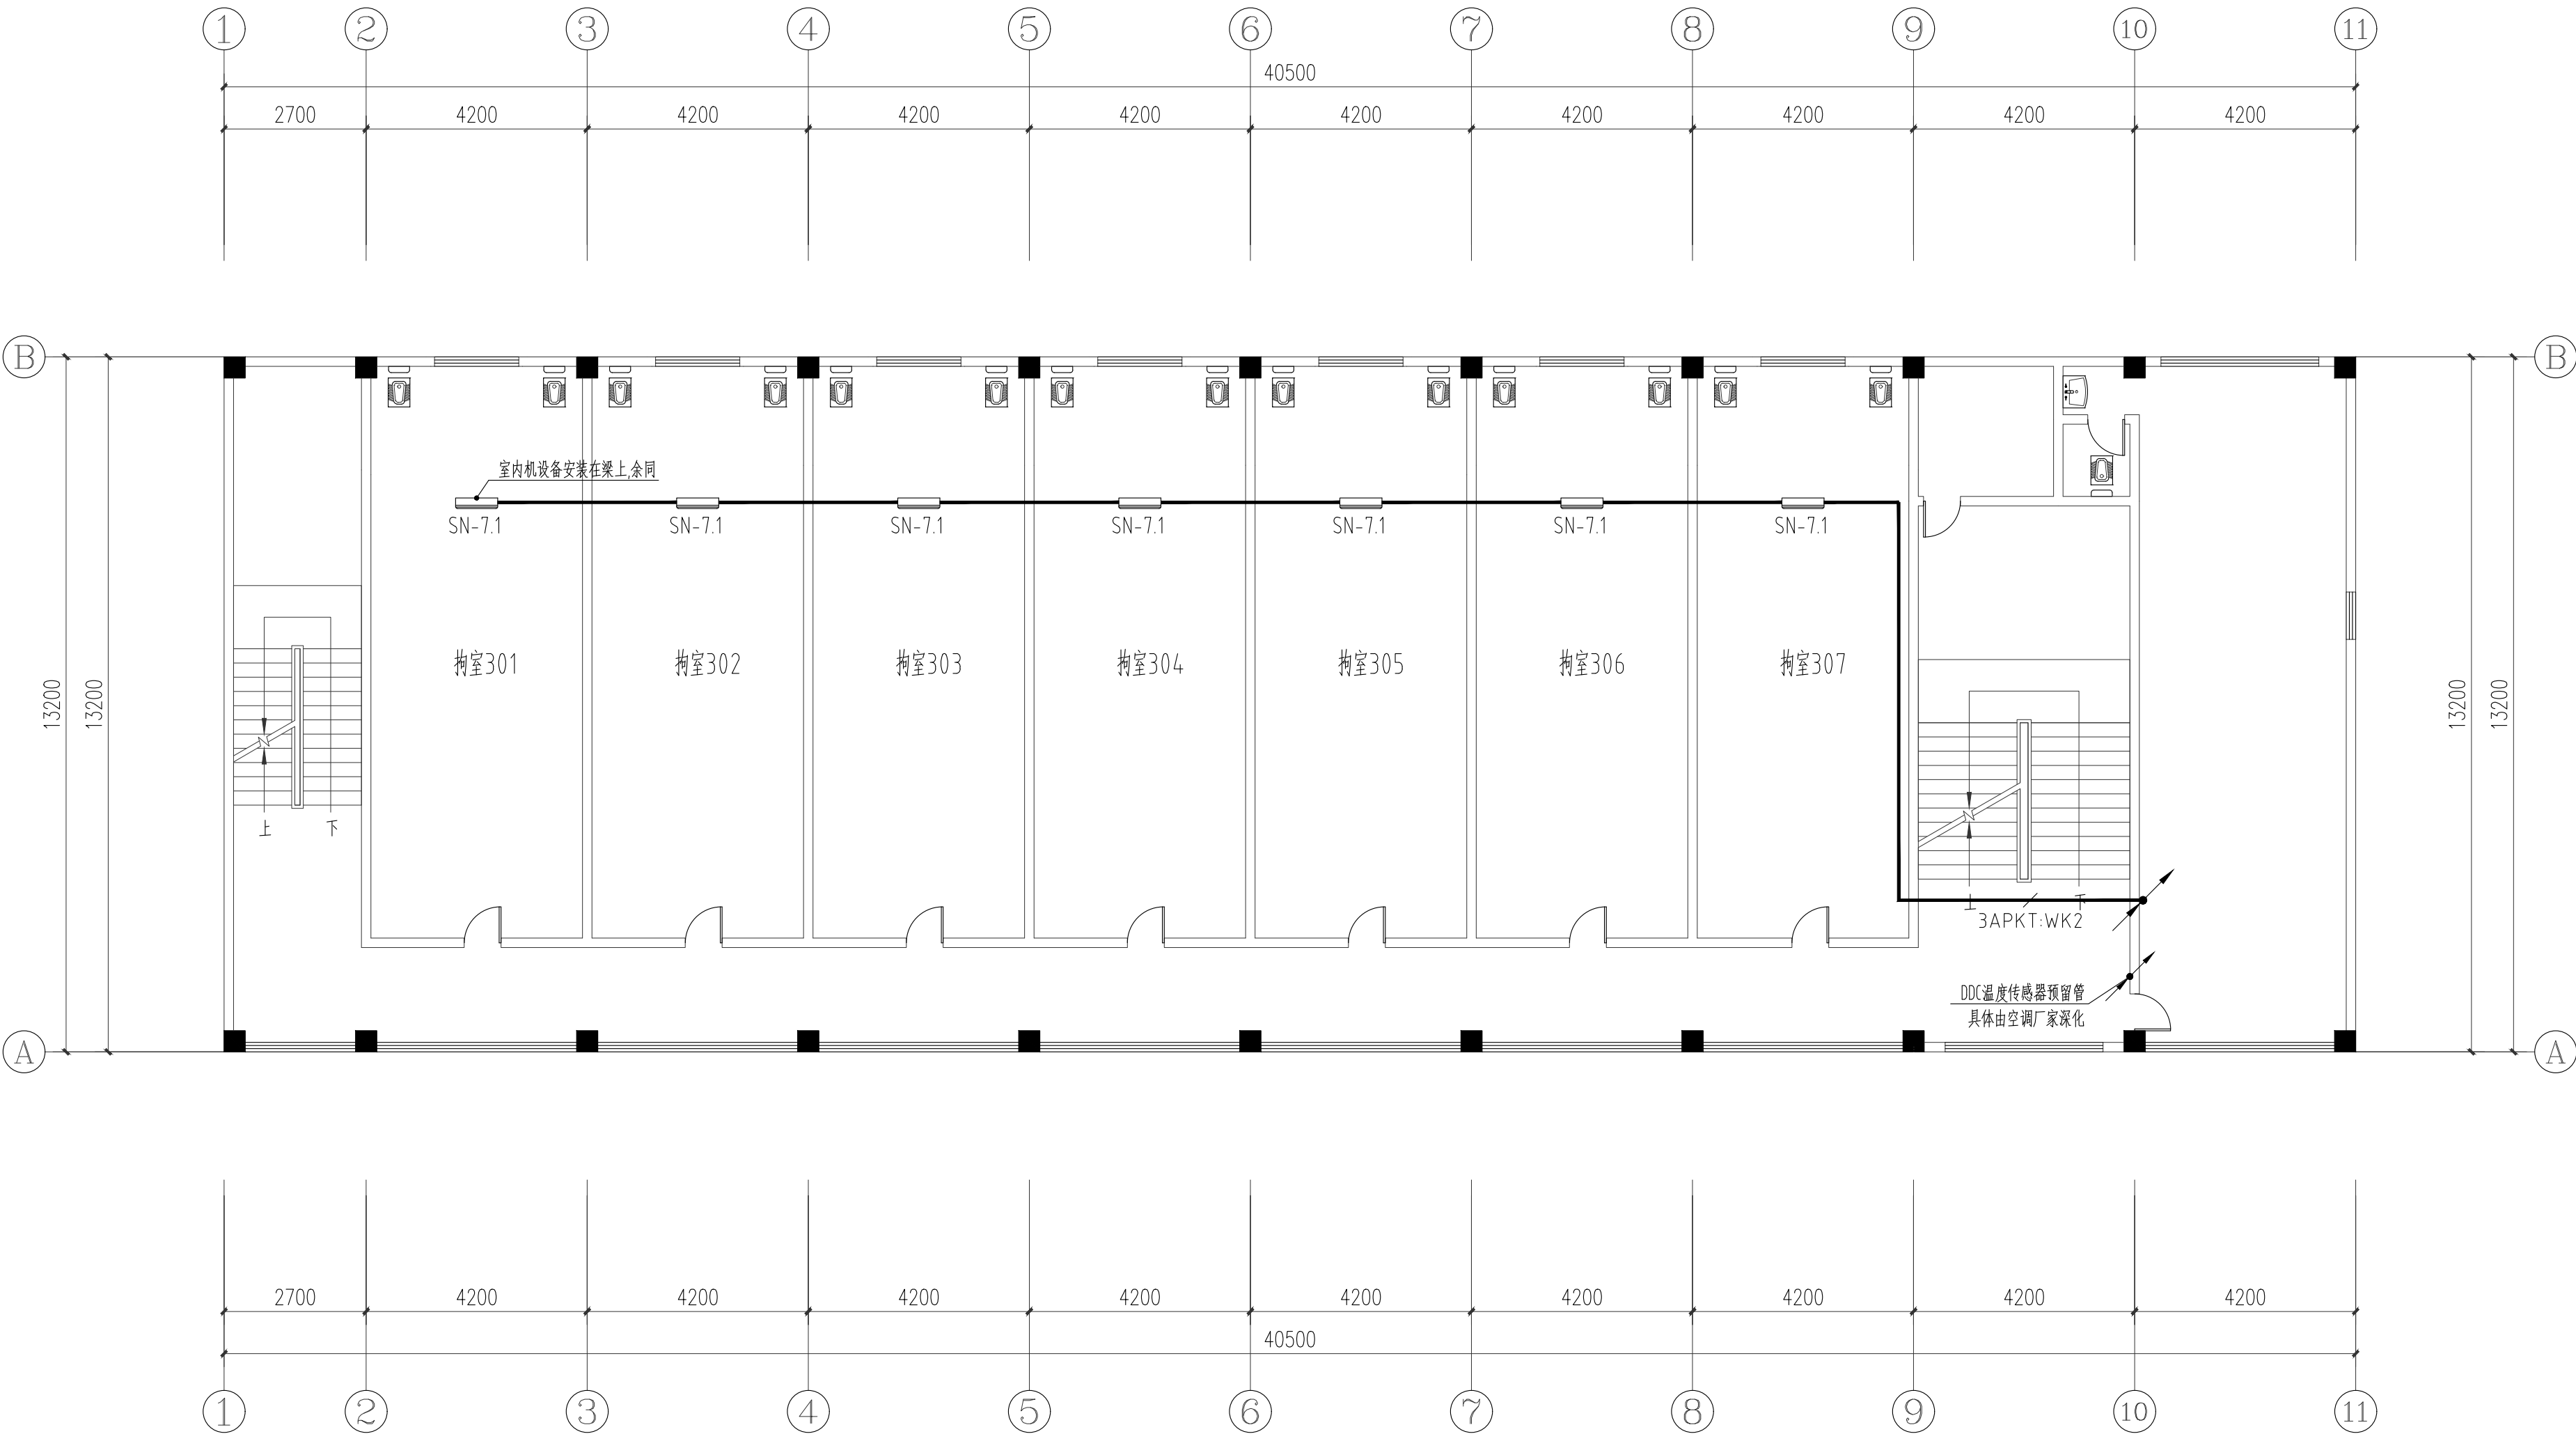 1 2 3 4 5 6 7 8 9 10 11
40500
2700 4200 4200 4200 4200 4200 4200 4200 4200 4200
B B
室内机设备安装在梁上,余同
SN-7.1 SN-7.1 SN-7.1 SN-7.1 SN-7.1 SN-7.1 SN-7.1
拘室301 拘室302 拘室303 拘室304 拘室305 拘室306 拘室307
13200 13200 13200 13200
上 下
上 下
3APKT:WK2
DDC温度传感器预留管
具体由空调厂家深化
A A
2700 4200 4200 4200 4200 4200 4200 4200 4200 4200
40500
1 2 3 4 5 6 7 8 9 10 11